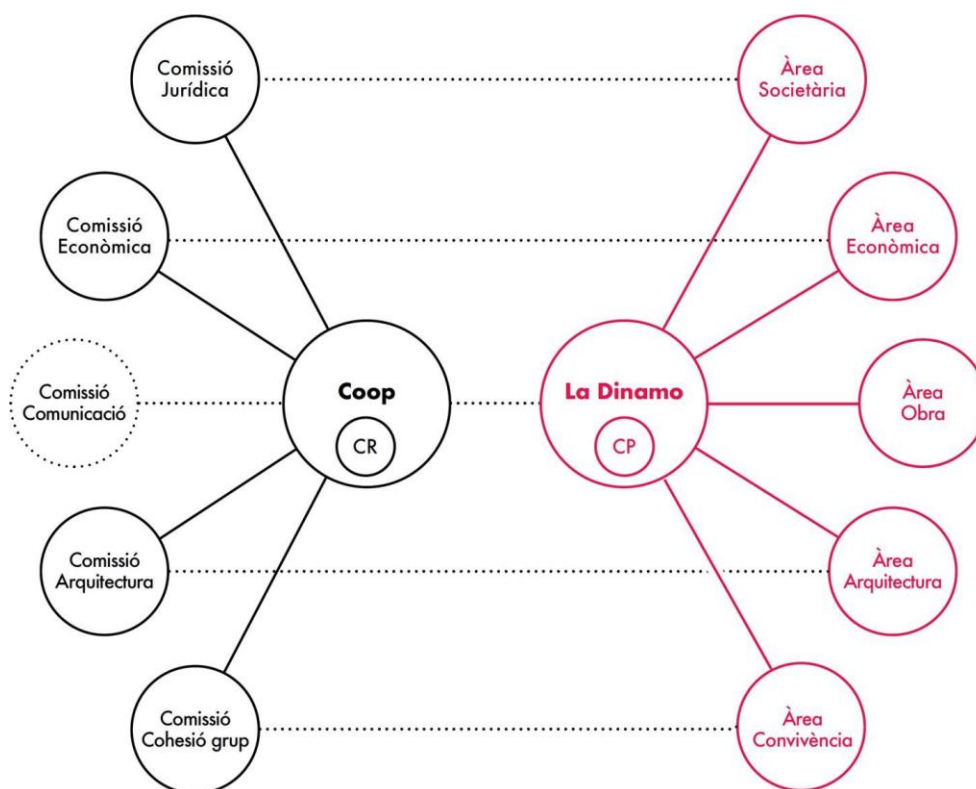 Comissió
Jurídica
Àrea
Societària
Comissió
Econòmica
Àrea
Econòmica
Comissió
Comunicació
Coop
CR
La Dinamo
CP
Àrea
Obra
Comissió
Arquitectura
Àrea
Arquitectura
Comissió
Cohesió grup
Àrea
Convivència